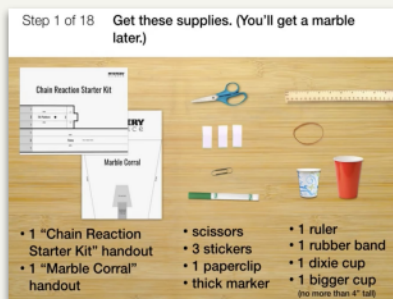 Step 1 of 18
Get these supplies. (You'll get a marble
later.)
Chain Reaction Starter Kit
Marble Corral
• 1 “Chain Reaction
Starter Kit” handout
• 1 “Marble Corral”
handout
• scissors
• 3 stickers
• 1 paperclip
• thick marker
• 1 ruler
• 1 rubber band
• 1 dixie cup
• 1 bigger cup
(no more than 4" tall)